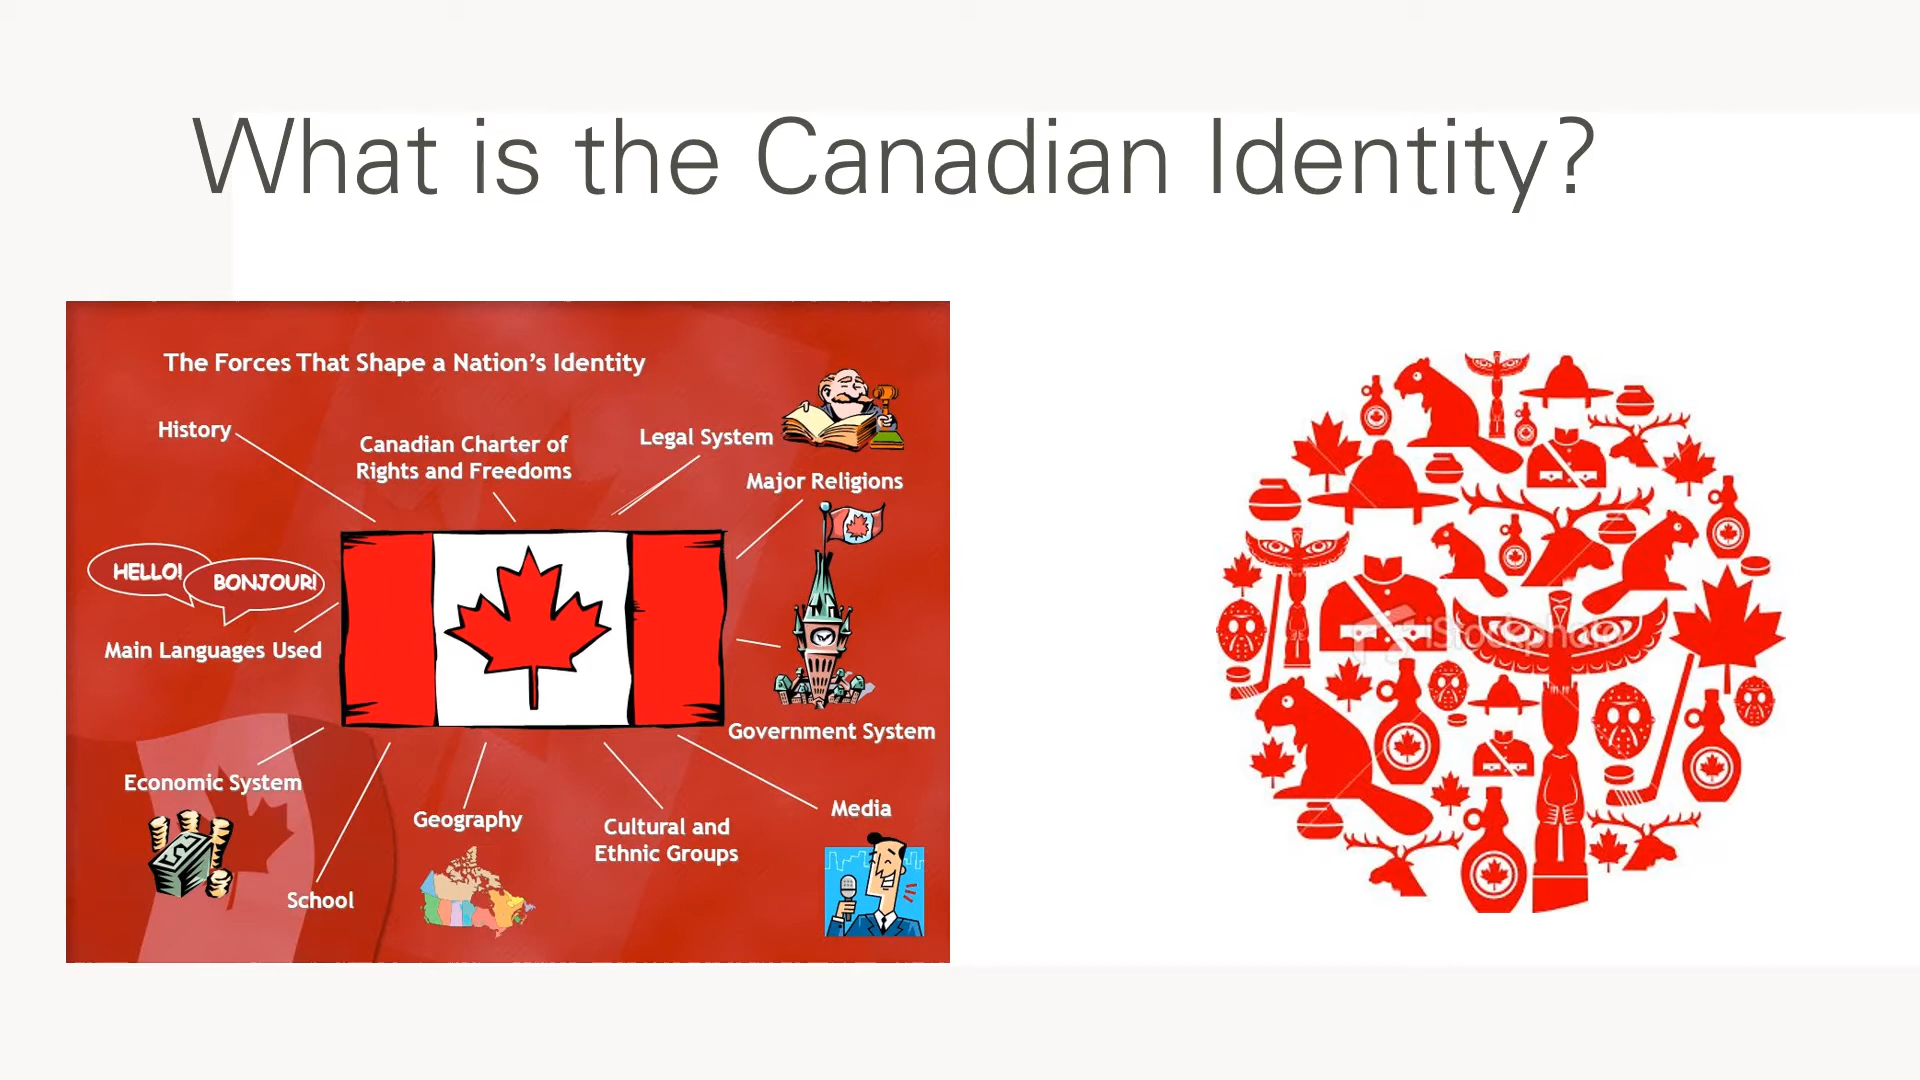 What is the Canadian Identity?
The Forces That Shape a Nation's Identity
History
Canadian Charter of
Rights and Freedoms
Legal System
Major Religions
HELLO!
BONJOUR!
Main Languages Used
Government System
Economic System
School
Geography
Cultural and
Ethnic Groups
Media
iStockphoto